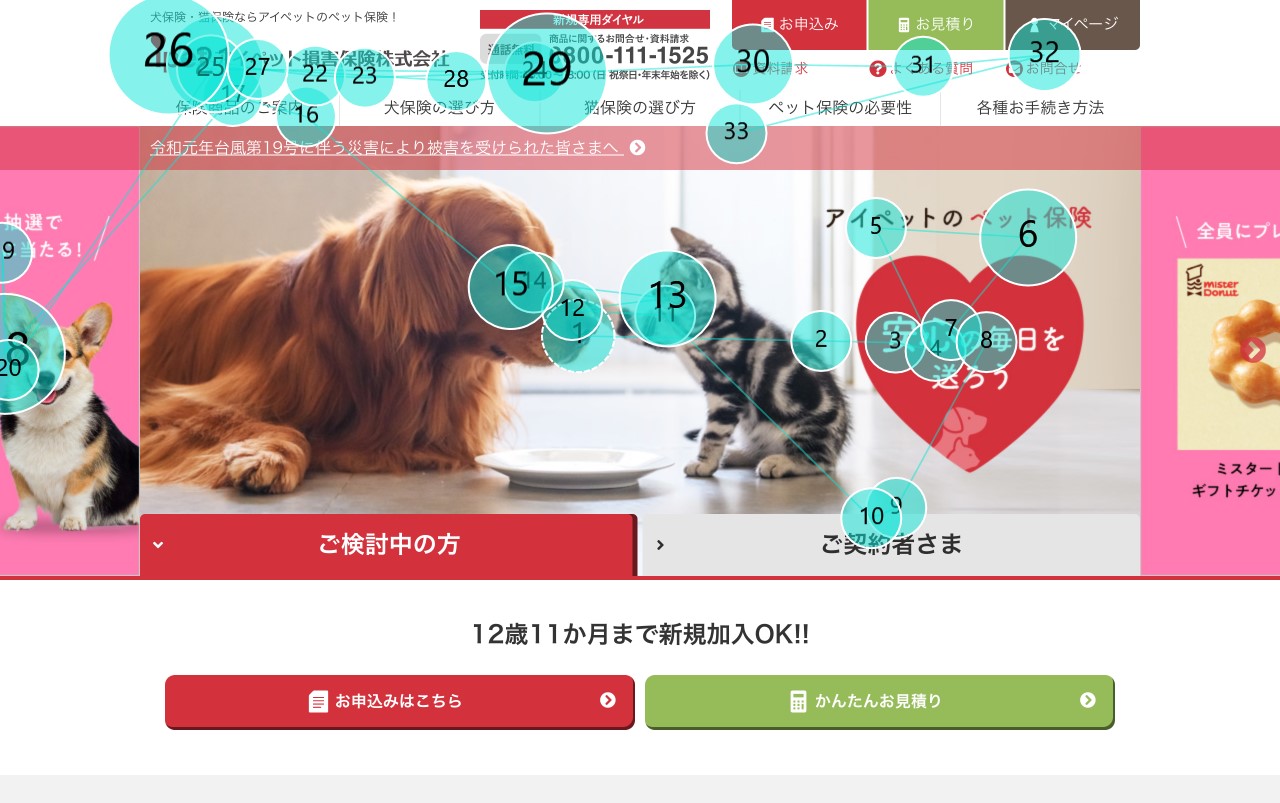 犬保険・猫保険ならアイペットのペット保険！
新規専用ダイヤル
お申込み
お見積り
マイページ
ペット損害保険株式会社
通話無料
商品に関するお問合せ・資料請求
0800-111-1525
(日 祝祭日・年末年始を除く)
資料請求
よくある質問
お問合せ
保険商品のご案内
犬保険の選び方
猫保険の選び方
ペット保険の必要性
各種お手続き方法
令和元年台風第19号に伴う災害により被害を受けられた皆さまへ
抽選で
当たる!
アイペットのペット保険
安心の毎日を
送ろう
全員にプレ
mister
Donut
ミスター
ギフトチケッ
26
25
27
22
23
28
29
30
31
32
33
16
5
6
15
14
13
12
11
1
2
3
4
7
8
9
10
20
ご検討中の方
ご契約者さま
12歳11か月まで新規加入OK!!
お申込みはこちら
かんたんお見積り